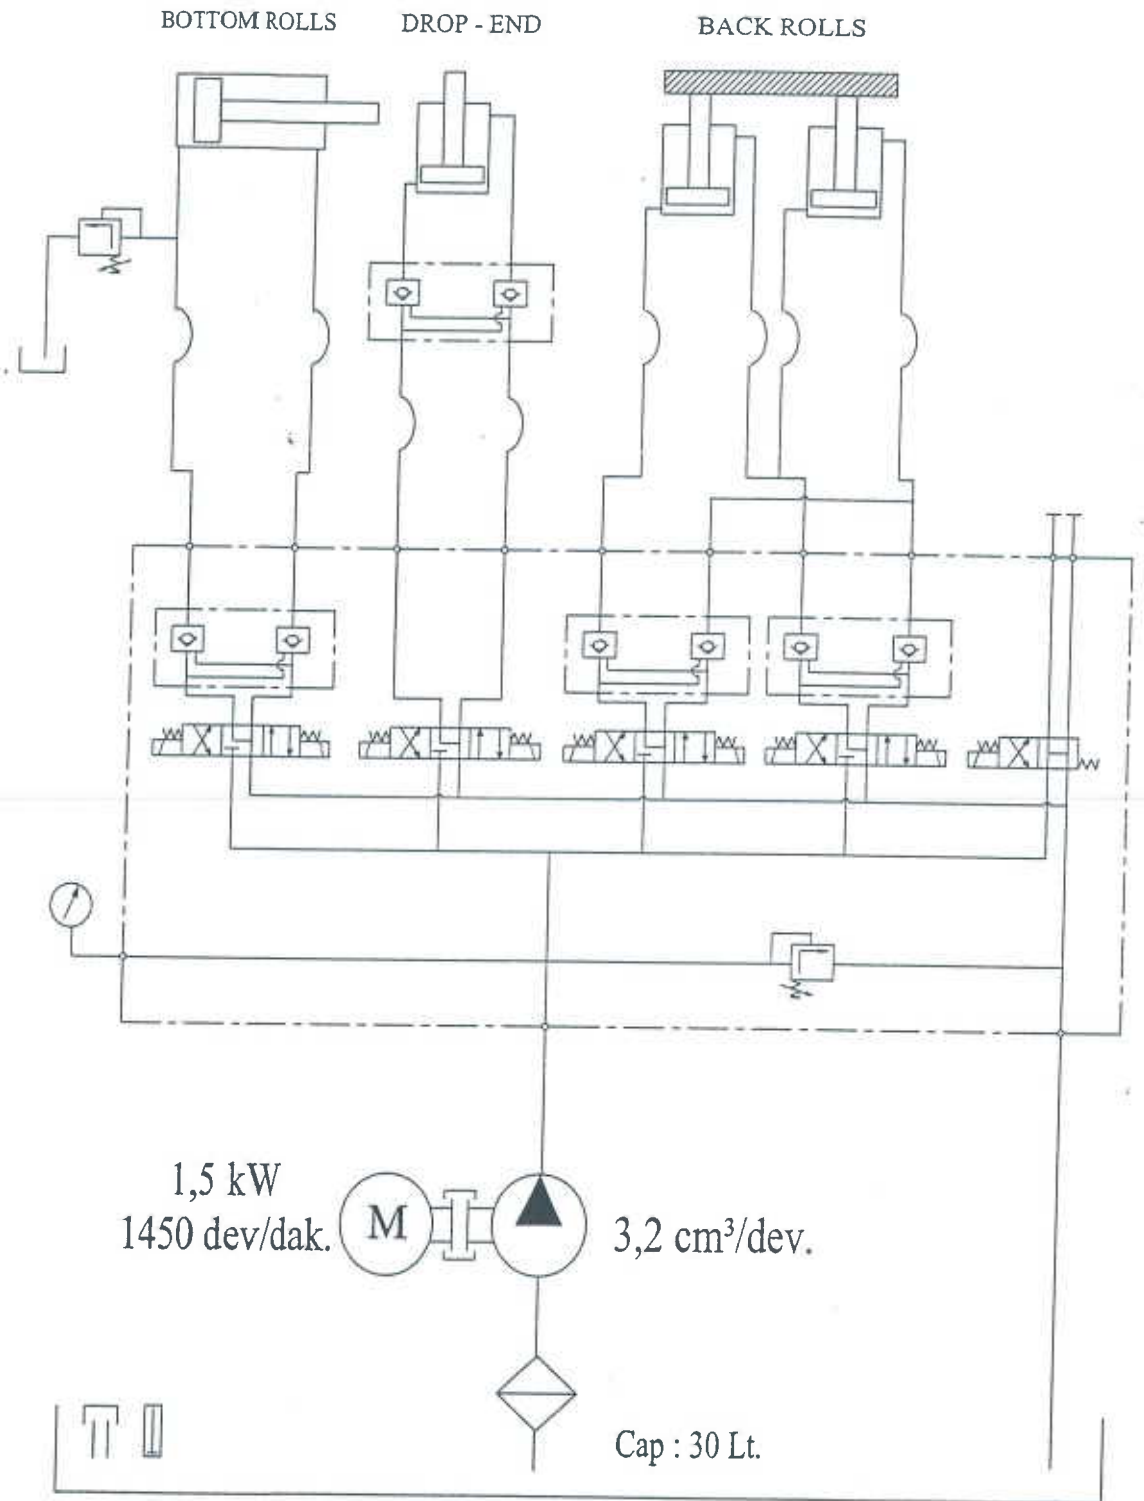 BOTTOM ROLLS
DROP - END
BACK ROLLS
1,5 kW
1450 dev/dak.
M
3,2 cm³/dev.
Cap : 30 Lt.